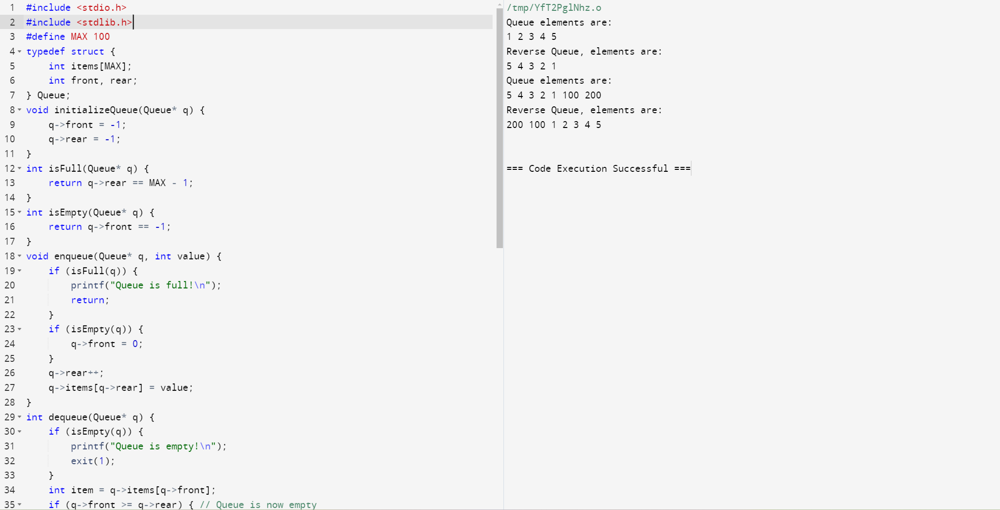 1 #include <stdio.h>
2 #include <stdlib.h>
3 #define MAX 100
4 typedef struct {
5     int items[MAX];
6     int front, rear;
7 } Queue;
8 void initializeQueue(Queue* q) {
9     q->front = -1;
10     q->rear = -1;
11 }
12 int isFull(Queue* q) {
13     return q->rear == MAX - 1;
14 }
15 int isEmpty(Queue* q) {
16     return q->front == -1;
17 }
18 void enqueue(Queue* q, int value) {
19     if (isFull(q)) {
20         printf("Queue is full!\n");
21         return;
22     }
23     if (isEmpty(q)) {
24         q->front = 0;
25     }
26     q->rear++;
27     q->items[q->rear] = value;
28 }
29 int dequeue(Queue* q) {
30     if (isEmpty(q)) {
31         printf("Queue is empty!\n");
32         exit(1);
33     }
34     int item = q->items[q->front];
35     if (q->front >= q->rear) { // Queue is now empty
/tmp/YfT2PglNhz.o
Queue elements are:
1 2 3 4 5
Reverse Queue, elements are:
5 4 3 2 1
Queue elements are:
5 4 3 2 1 100 200
Reverse Queue, elements are:
200 100 1 2 3 4 5
=== Code Execution Successful ===